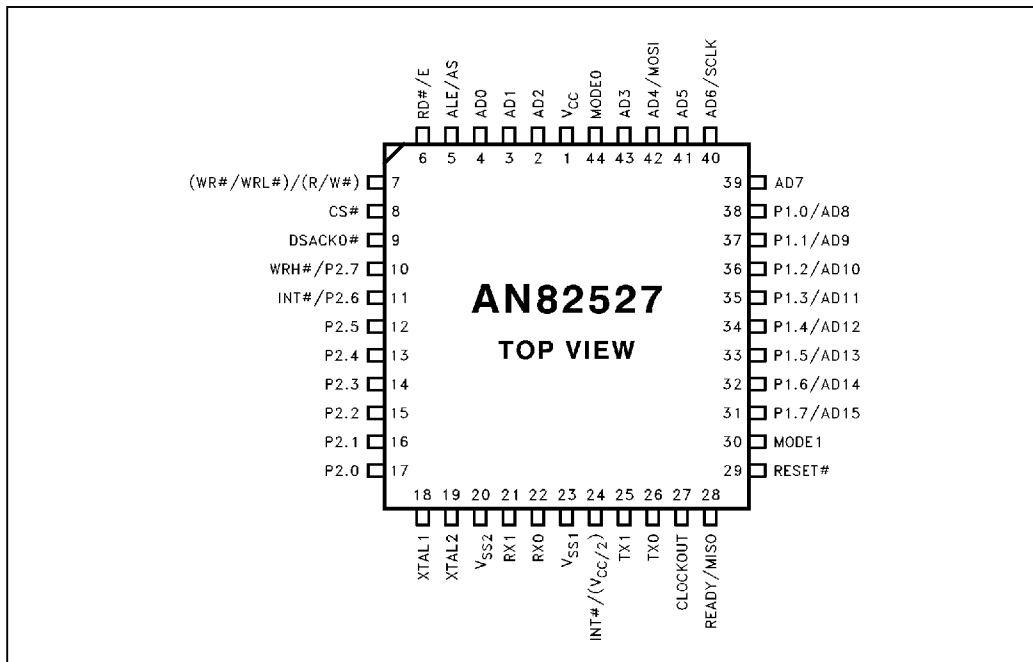 RD#/E
ALE/AS
AD0
AD1
AD2
VCC
MODE0
AD3
AD4/MOSI
AD5
AD6/SCLK
6 5 4 3 2 1 44 43 42 41 40
(WR#/WRL#)/(R/W#) 7
CS# 8
DSACK0# 9
WRH#/P2.7 10
INT#/P2.6 11
P2.5 12
P2.4 13
P2.3 14
P2.2 15
P2.1 16
P2.0 17
AN82527
TOP VIEW
39 AD7
38 P1.0/AD8
37 P1.1/AD9
36 P1.2/AD10
35 P1.3/AD11
34 P1.4/AD12
33 P1.5/AD13
32 P1.6/AD14
31 P1.7/AD15
30 MODE1
29 RESET#
18 19 20 21 22 23 24 25 26 27 28
XTAL1
XTAL2
VSS2
RX1
RX0
VSS1
INT#/(VCC/2)
TX1
TX0
CLOCKOUT
READY/MISO